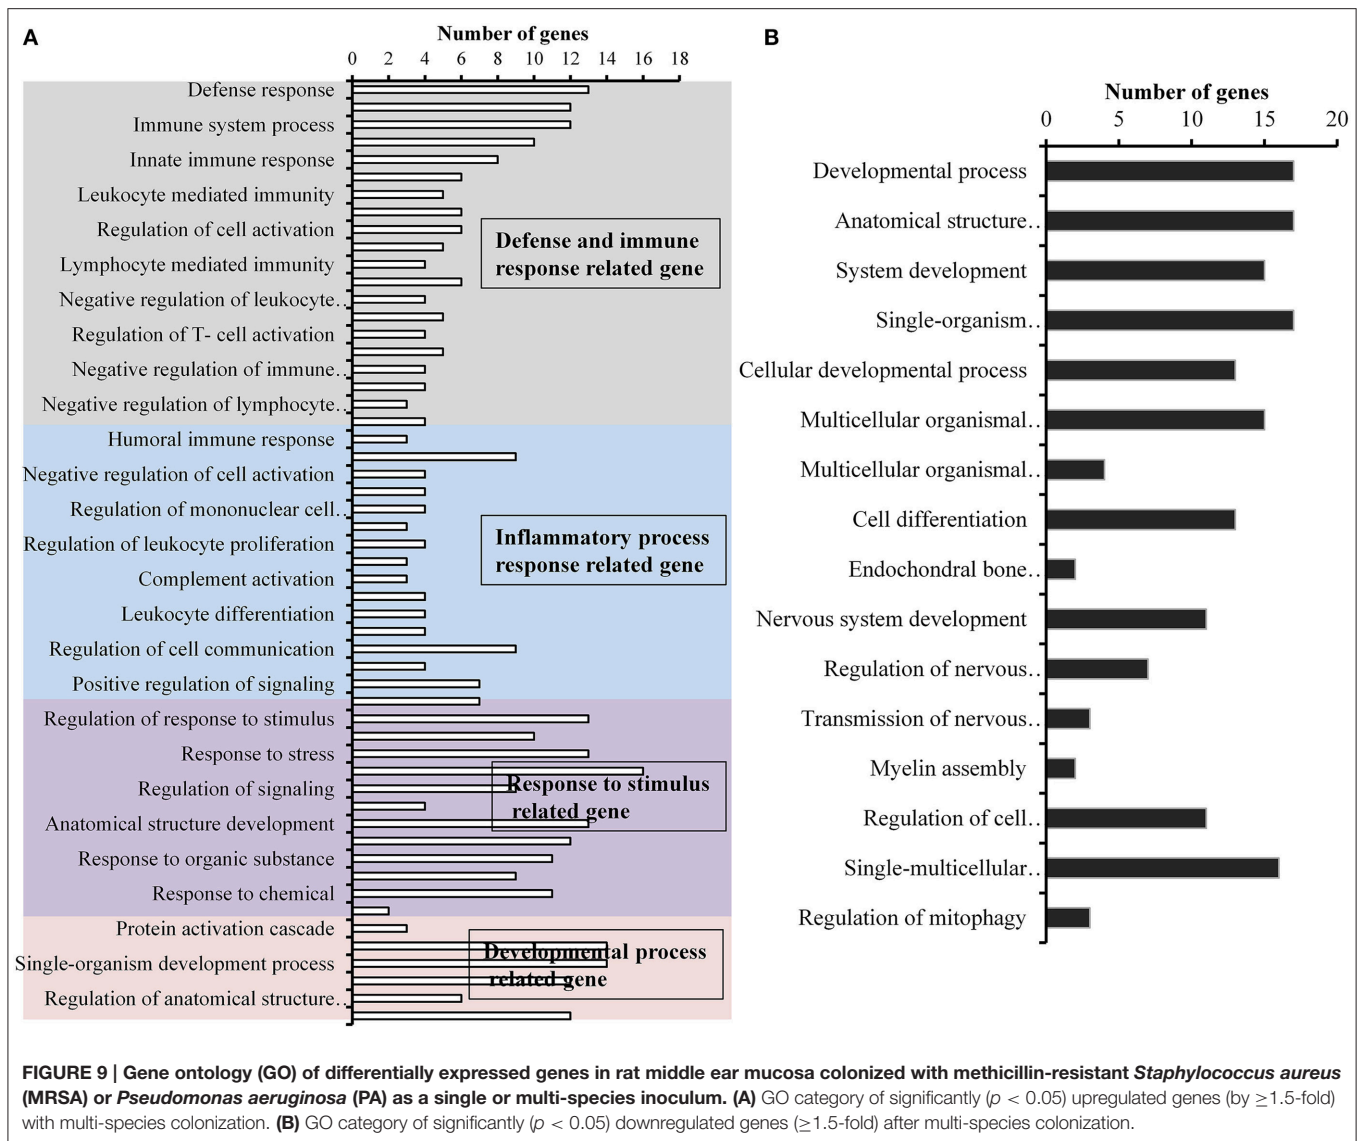 A
Number of genes
0 2 4 6 8 10 12 14 16 18
Defense response
Immune system process
Innate immune response
Leukocyte mediated immunity
Regulation of cell activation
Lymphocyte mediated immunity
Negative regulation of leukocyte..
Regulation of T- cell activation
Negative regulation of immune..
Negative regulation of lymphocyte..
Defense and immune
response related gene
Humoral immune response
Negative regulation of cell activation
Regulation of mononuclear cell..
Regulation of leukocyte proliferation
Complement activation
Leukocyte differentiation
Regulation of cell communication
Positive regulation of signaling
Inflammatory process
response related gene
Regulation of response to stimulus
Response to stress
Regulation of signaling
Anatomical structure development
Response to organic substance
Response to chemical
Response to stimulus
related gene
Protein activation cascade
Single-organism development process
Regulation of anatomical structure..
Developmental process
related gene
B
Number of genes
0 5 10 15 20
Developmental process
Anatomical structure..
System development
Single-organism..
Cellular developmental process
Multicellular organismal..
Multicellular organismal..
Cell differentiation
Endochondral bone..
Nervous system development
Regulation of nervous..
Transmission of nervous..
Myelin assembly
Regulation of cell..
Single-multicellular..
Regulation of mitophagy
FIGURE 9 | Gene ontology (GO) of differentially expressed genes in rat middle ear mucosa colonized with methicillin-resistant Staphylococcus aureus
(MRSA) or Pseudomonas aeruginosa (PA) as a single or multi-species inoculum. (A) GO category of significantly (p < 0.05) upregulated genes (by ≥1.5-fold)
with multi-species colonization. (B) GO category of significantly (p < 0.05) downregulated genes (≥1.5-fold) after multi-species colonization.